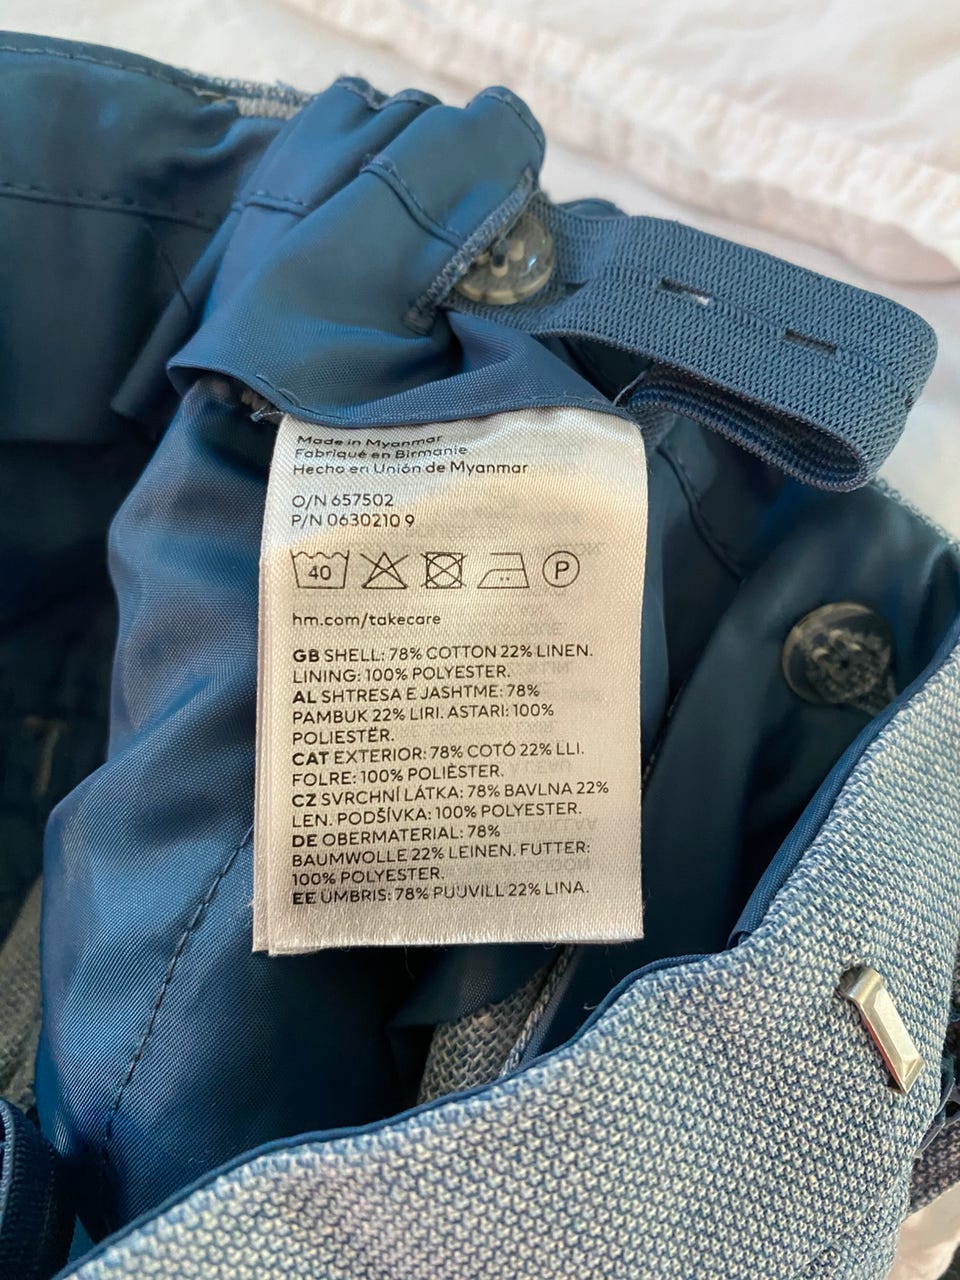 Made in Myanmar
Fabriqué en Birmanie
Hecho en Unión de Myanmar
O/N 657502
P/N 0630210 9
40
P
hm.com/takecare
GB SHELL: 78% COTTON 22% LINEN.
LINING: 100% POLYESTER.
AL SHTRESA E JASHTME: 78%
PAMBUK 22% LIRI. ASTARI: 100%
POLIESTËR.
CAT EXTERIOR: 78% COTÓ 22% LLI.
FOLRE: 100% POLIÈSTER.
CZ SVRCHNÍ LÁTKA: 78% BAVLNA 22%
LEN. PODŠÍVKA: 100% POLYESTER.
DE OBERMATERIAL: 78%
BAUMWOLLE 22% LEINEN. FUTTER:
100% POLYESTER.
EE ÜMBRIS: 78% PUUVILL 22% LINA.